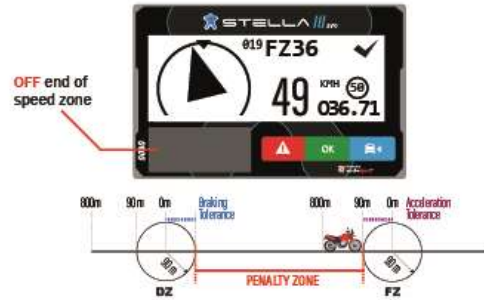 STELLA III evo
019 FZ36
49 KMH 50
036.71
OFF end of
speed zone
OK
800m 90m 0m Braking
Tolerance
800m 90m 0m Acceleration
Tolerance
90m
90m
PENALTY ZONE
DZ
FZ